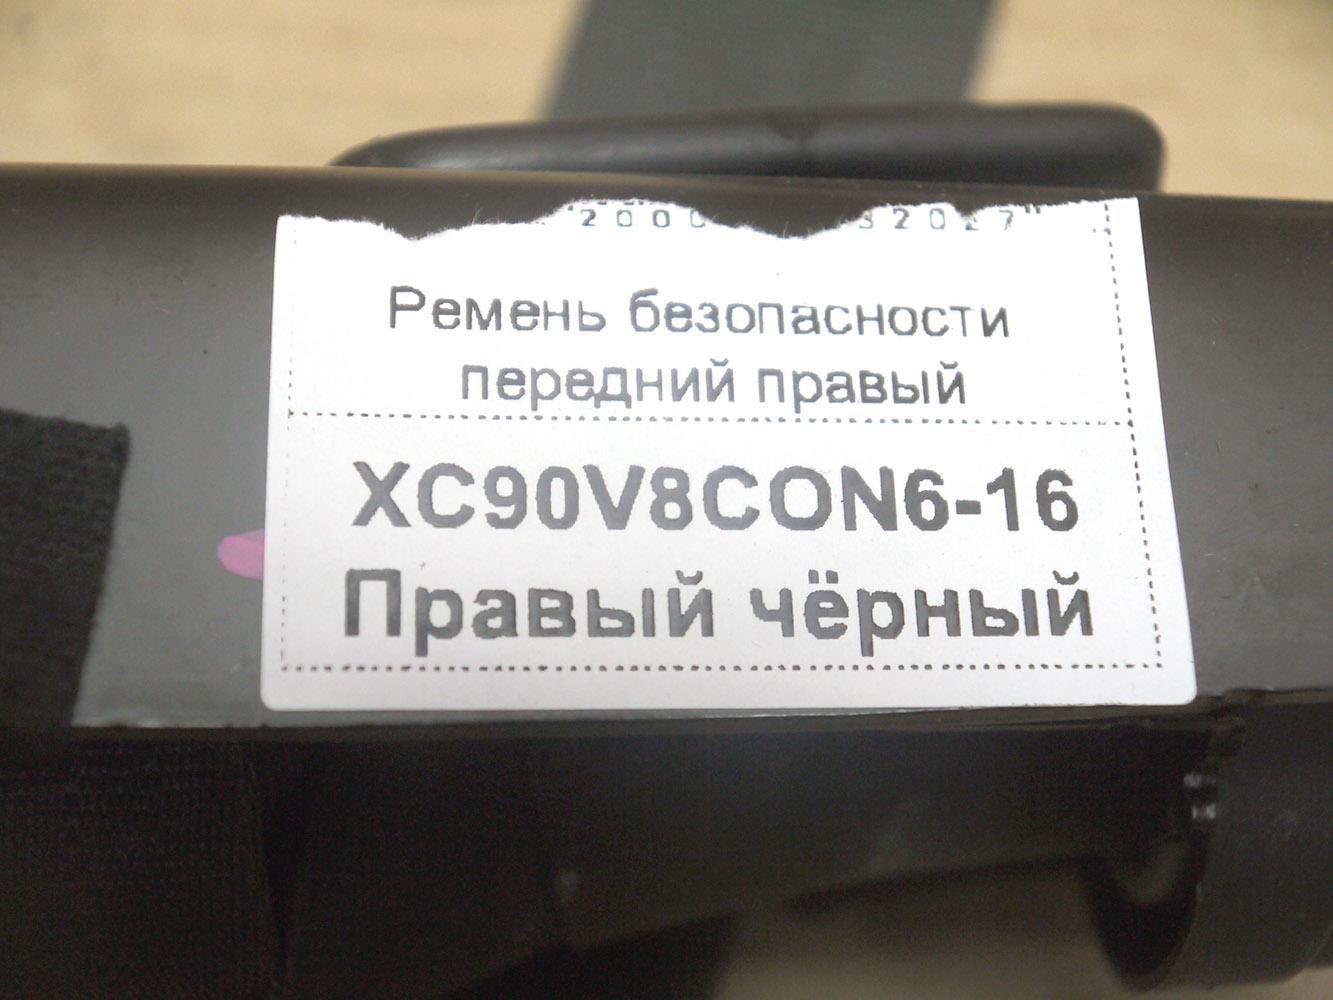 Ремень безопасности
передний правый
XC90V8CON6-16
Правый чёрный